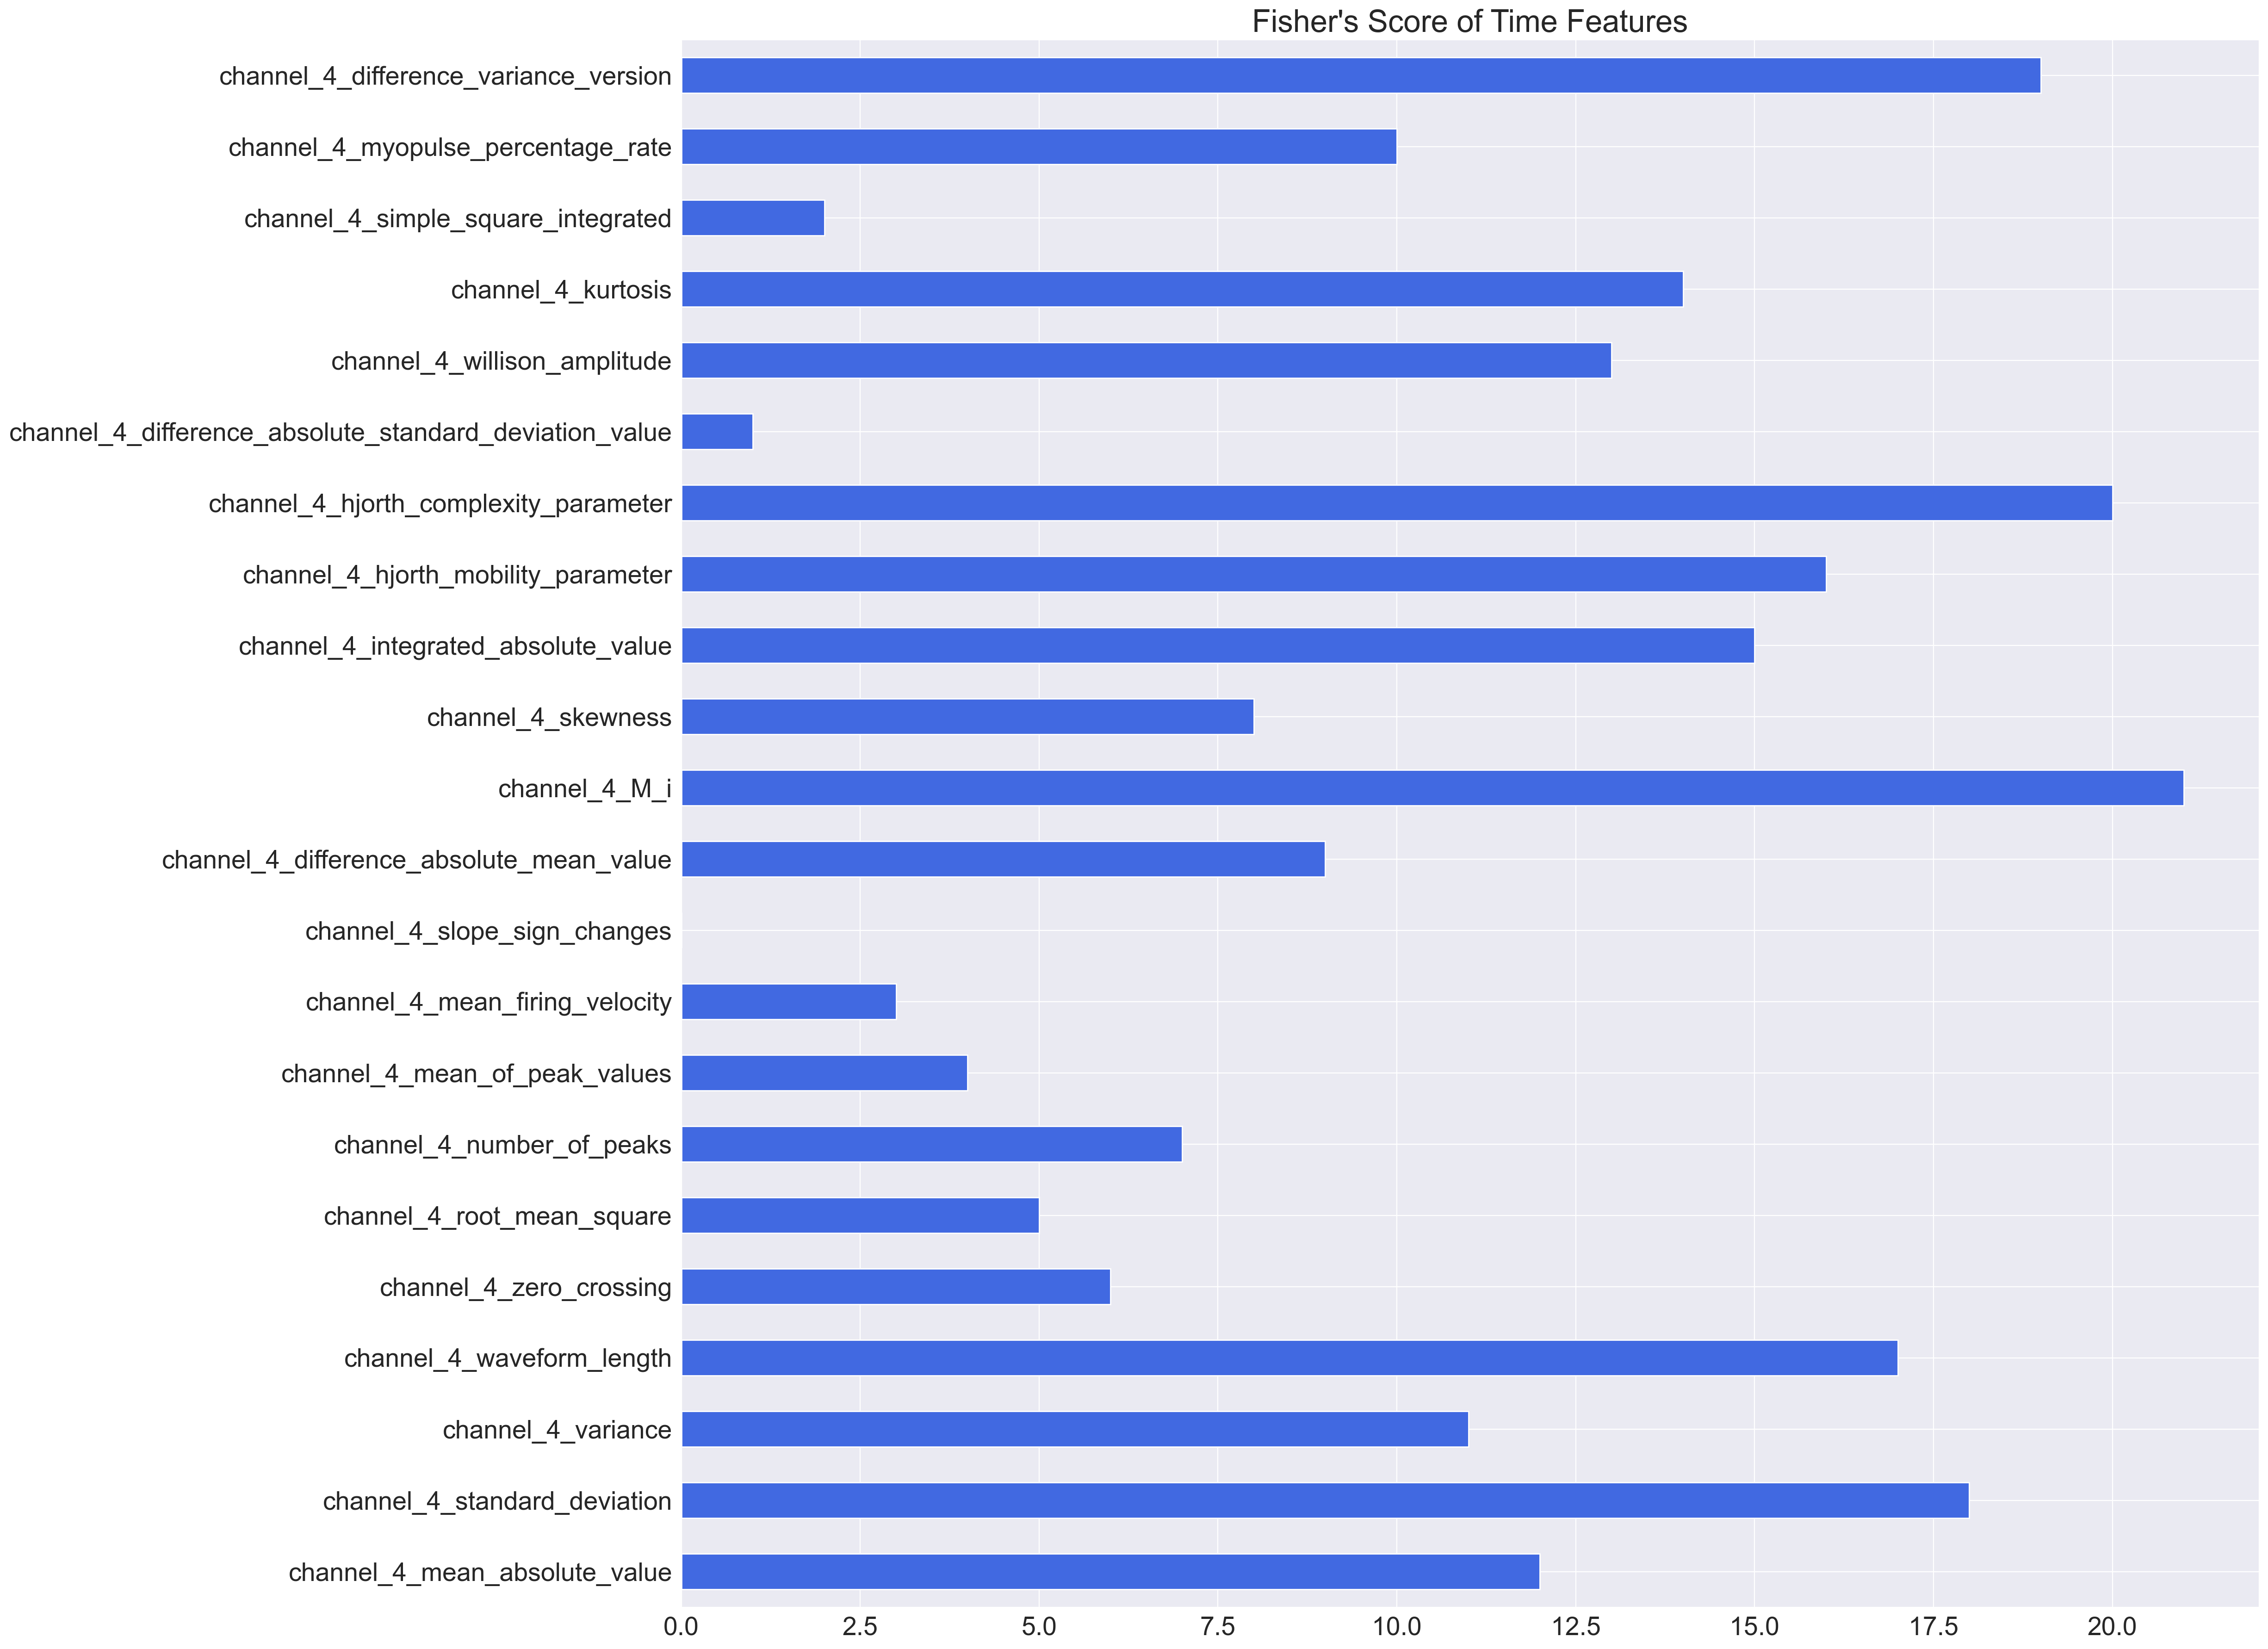 Fisher's Score of Time Features
channel_4_difference_variance_version
channel_4_myopulse_percentage_rate
channel_4_simple_square_integrated
channel_4_kurtosis
channel_4_willison_amplitude
channel_4_difference_absolute_standard_deviation_value
channel_4_hjorth_complexity_parameter
channel_4_hjorth_mobility_parameter
channel_4_integrated_absolute_value
channel_4_skewness
channel_4_M_i
channel_4_difference_absolute_mean_value
channel_4_slope_sign_changes
channel_4_mean_firing_velocity
channel_4_mean_of_peak_values
channel_4_number_of_peaks
channel_4_root_mean_square
channel_4_zero_crossing
channel_4_waveform_length
channel_4_variance
channel_4_standard_deviation
channel_4_mean_absolute_value
0.0 2.5 5.0 7.5 10.0 12.5 15.0 17.5 20.0